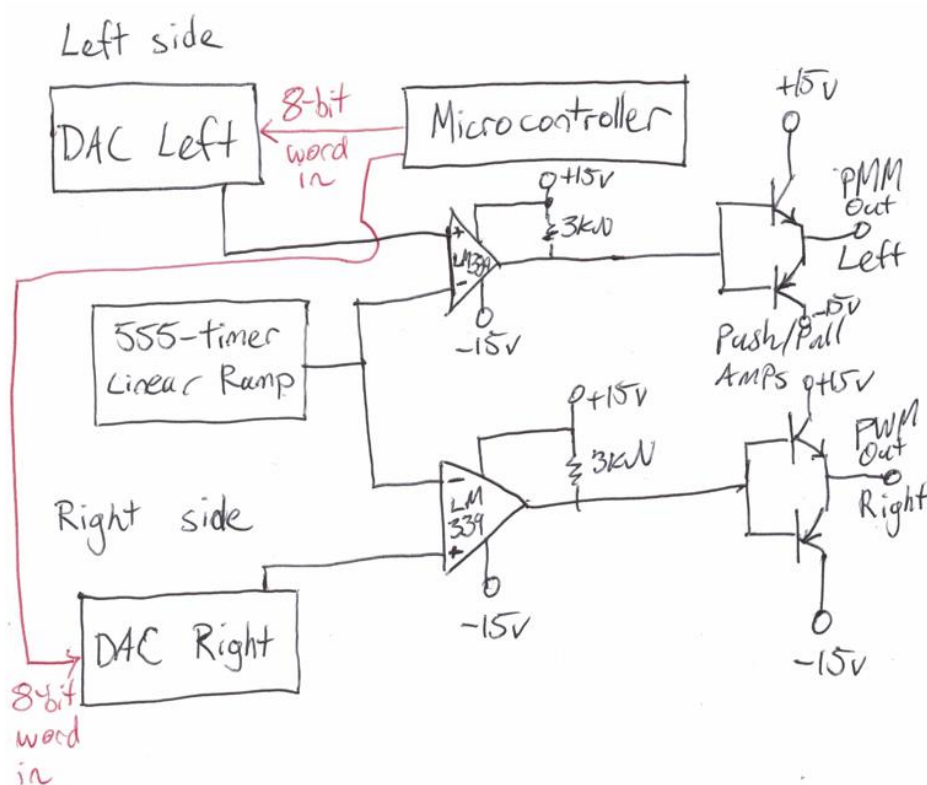 Left side
DAC Left
8-bit
word
in
Microcontroller
+15v
3kΩ
+
LM339
-
-15v
+15v
PMM
Out
Left
-15v
Push/Pull
AMPs
555-timer
Linear Ramp
+15v
3kΩ
-
LM
339
+
-15v
+15v
PWM
Out
Right
-15v
Right side
DAC Right
8-bit
word
in